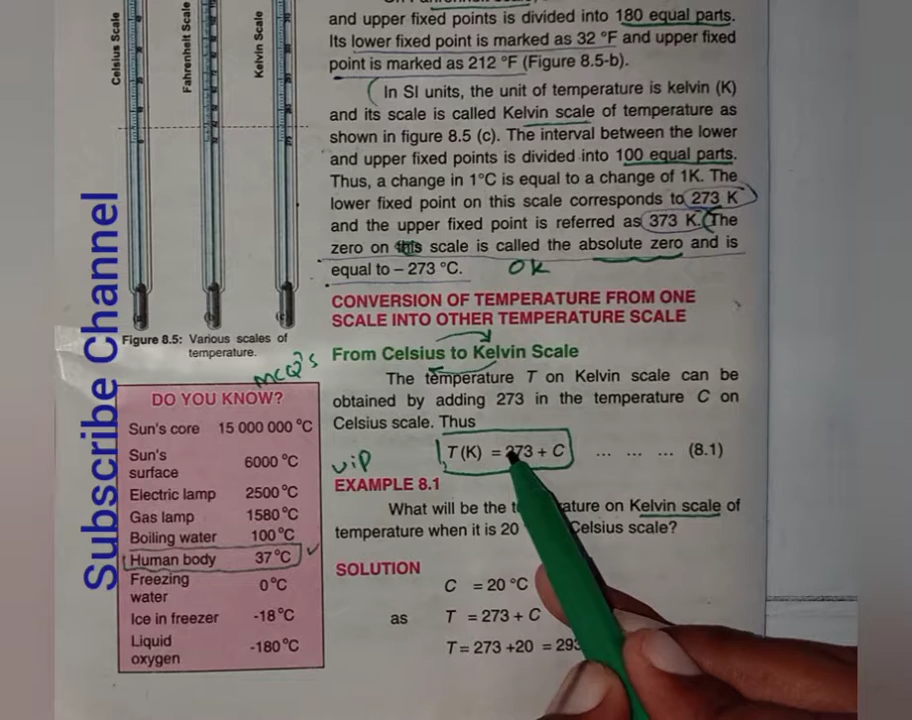 Celsius Scale
Fahrenheit Scale
Kelvin Scale
and upper fixed points is divided into 180 equal parts.
Its lower fixed point is marked as 32 °F and upper fixed
point is marked as 212 °F (Figure 8.5-b).
In SI units, the unit of temperature is kelvin (K)
and its scale is called Kelvin scale of temperature as
shown in figure 8.5 (c). The interval between the lower
and upper fixed points is divided into 100 equal parts.
Thus, a change in 1°C is equal to a change of 1K. The
lower fixed point on this scale corresponds to 273 K
and the upper fixed point is referred as 373 K. The
zero on this scale is called the absolute zero and is
equal to – 273 °C.
OK
CONVERSION OF TEMPERATURE FROM ONE
SCALE INTO OTHER TEMPERATURE SCALE
From Celsius to Kelvin Scale
The temperature T on Kelvin scale can be
obtained by adding 273 in the temperature C on
Celsius scale. Thus
T (K) = 273 + C ... ... ... (8.1)
VIP
EXAMPLE 8.1
What will be the ature on Kelvin scale of
temperature when it is 20 Celsius scale?
SOLUTION
C = 20 °C
as T = 273 + C
T = 273 +20 = 293
Figure 8.5: Various scales of
temperature.
MCQ's
DO YOU KNOW?
Sun's core 15 000 000 °C
Sun's
surface 6000 °C
Electric lamp 2500 °C
Gas lamp 1580 °C
Boiling water 100 °C
Human body 37 °C
Freezing
water 0°C
Ice in freezer -18 °C
Liquid
oxygen -180°C
Subscribe Channel